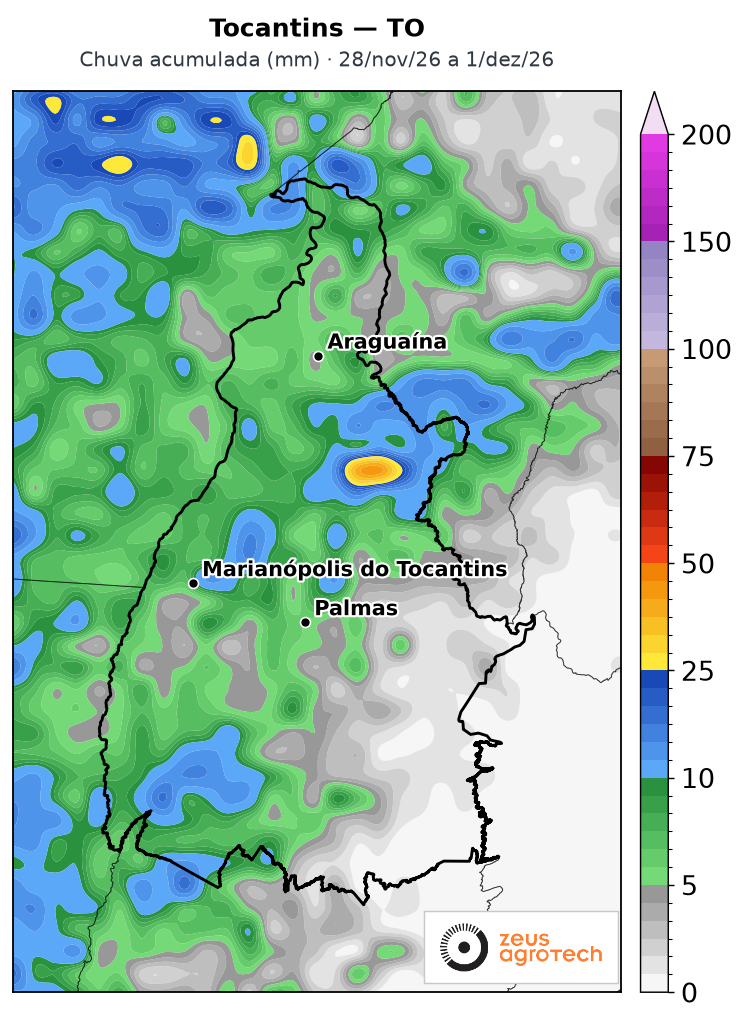 Tocantins — TO
Chuva acumulada (mm) · 28/nov/26 a 1/dez/26
200
150
100
75
50
25
10
5
0
Araguaína
Marianópolis do Tocantins
Palmas
zeus
agrotech